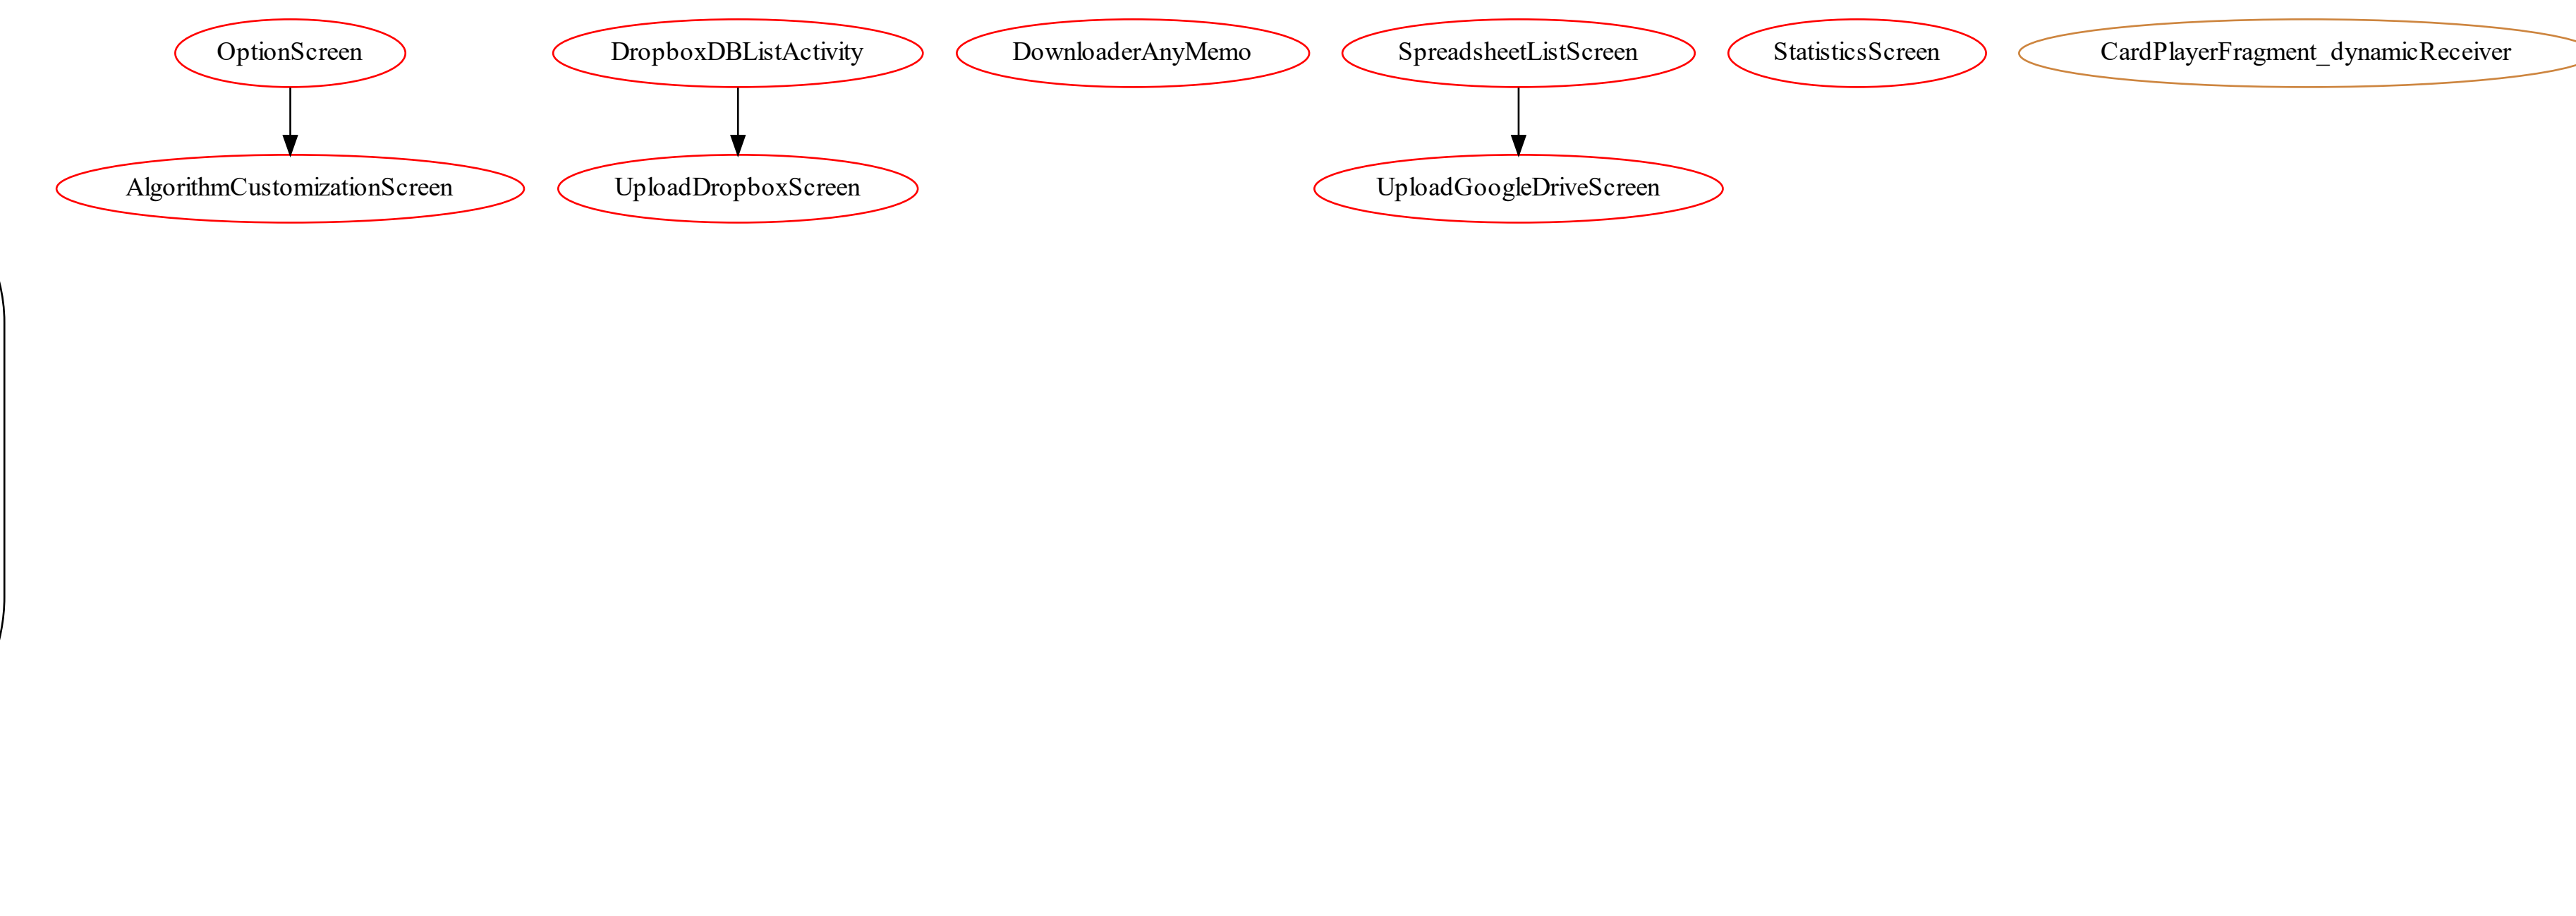 OptionScreen
DropboxDBListActivity
DownloaderAnyMemo
SpreadsheetListScreen
StatisticsScreen
CardPlayerFragment_dynamicReceiver
AlgorithmCustomizationScreen
UploadDropboxScreen
UploadGoogleDriveScreen